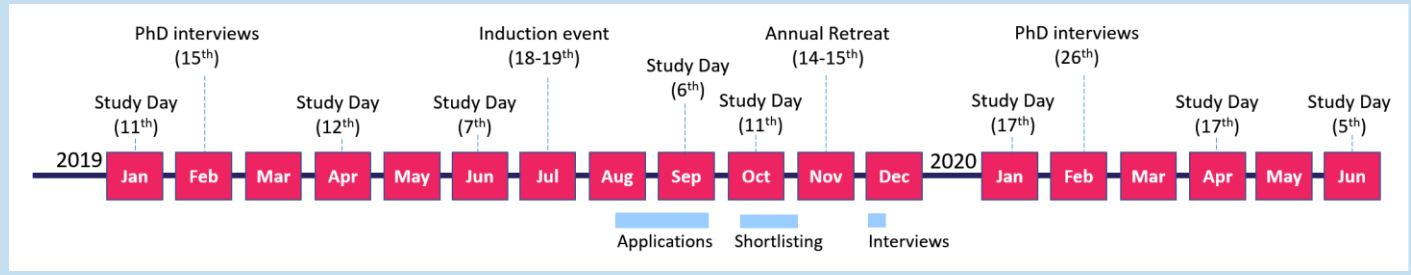 PhD interviews
(15th)
Induction event
(18-19th)
Annual Retreat
(14-15th)
PhD interviews
(26th)
Study Day
(6th)
Study Day
(11th)
Study Day
(12th)
Study Day
(7th)
Study Day
(11th)
Study Day
(17th)
Study Day
(17th)
Study Day
(5th)
2019 Jan Feb Mar Apr May Jun Jul Aug Sep Oct Nov Dec 2020 Jan Feb Mar Apr May Jun
Applications Shortlisting Interviews